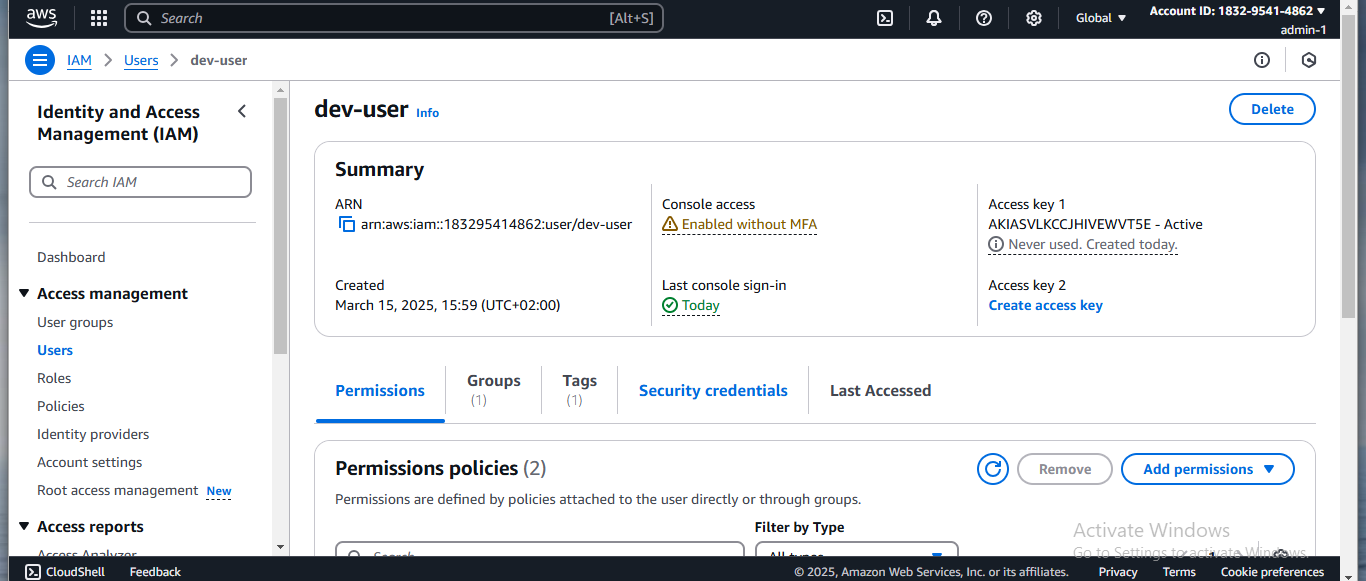 aws
Search [Alt+S]
Global
Account ID: 1832-9541-4862
admin-1
IAM > Users > dev-user
Identity and Access
Management (IAM)
Search IAM
Dashboard
Access management
User groups
Users
Roles
Policies
Identity providers
Account settings
Root access management New
Access reports
Access Analyzer
dev-user Info
Delete
Summary
ARN
arn:aws:iam::183295414862:user/dev-user
Created
March 15, 2025, 15:59 (UTC+02:00)
Console access
Enabled without MFA
Last console sign-in
Today
Access key 1
AKIASVLKCCJHIVEWVT5E - Active
Never used. Created today.
Access key 2
Create access key
Permissions
Groups
(1)
Tags
(1)
Security credentials
Last Accessed
Permissions policies (2)
Remove
Add permissions
Permissions are defined by policies attached to the user directly or through groups.
Filter by Type
Search
All types
1
Activate Windows
Go to Settings to activate Windows.
CloudShell
Feedback
© 2025, Amazon Web Services, Inc. or its affiliates.
Privacy
Terms
Cookie preferences